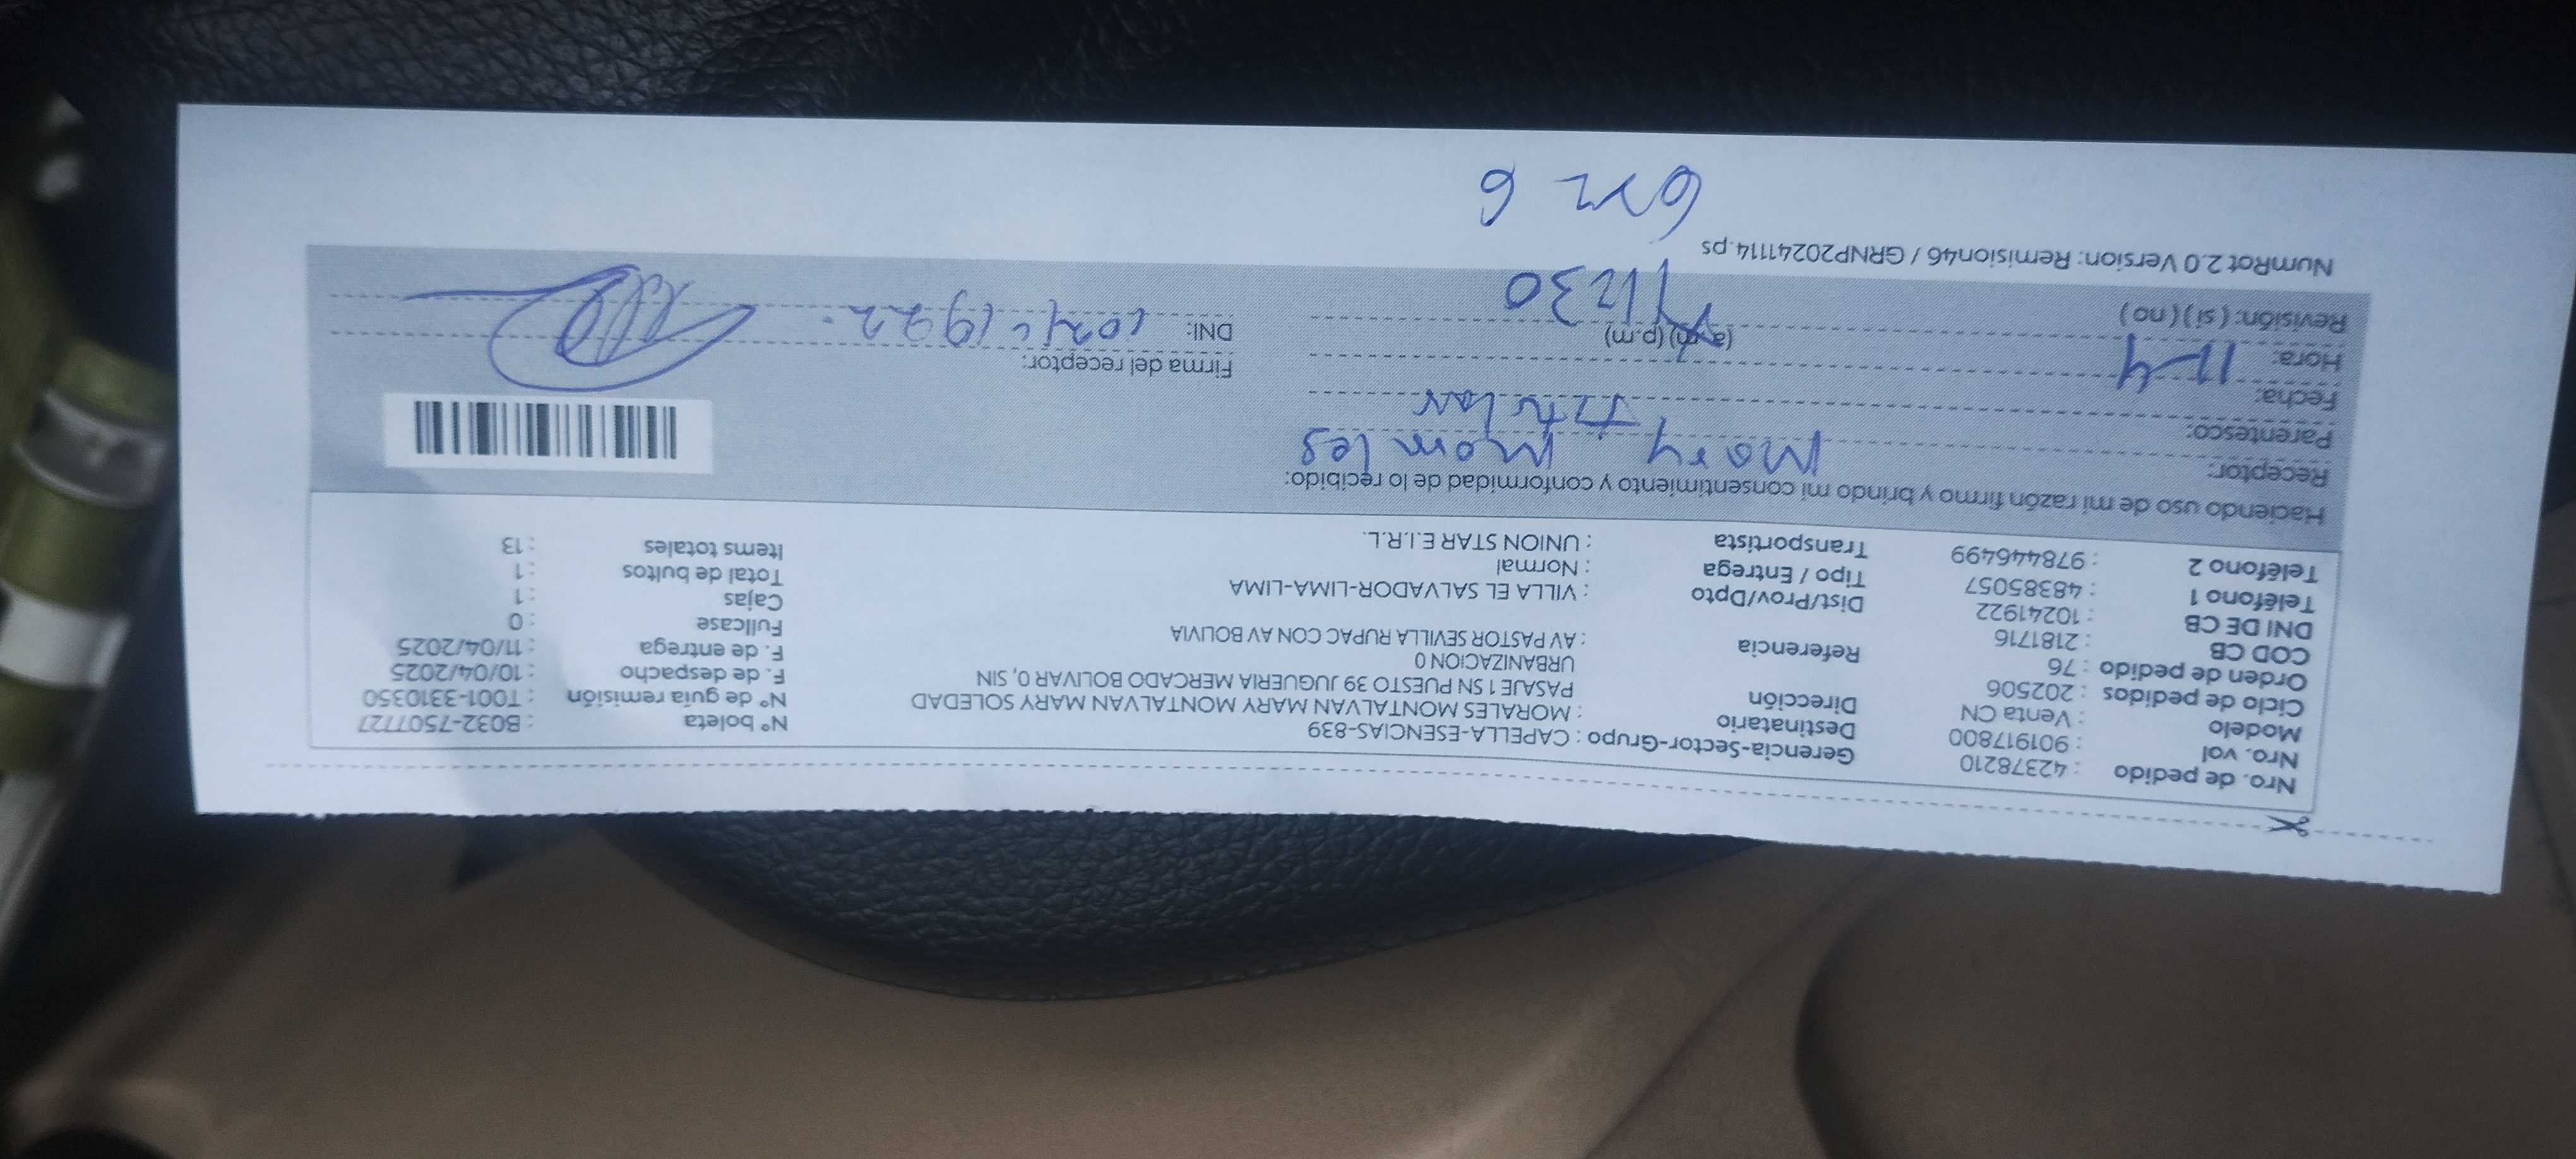 Nro. de pedido : 42378210
Nro. vol : 901917800
Modelo : Venta CN
Ciclo de pedidos : 202506
Orden de pedido : 76
COD CB : 2181716
DNI DE CB : 10241922
Teléfono 1 : 48385057
Teléfono 2 : 978446499
Gerencia-Sector-Grupo : CAPELLA-ESENCIAS-839
Destinatario : MORALES MONTALVAN MARY MONTALVAN MARY SOLEDAD
Dirección PASAJE 1 SN PUESTO 39 JUGUERIA MERCADO BOLIVAR 0, SIN
URBANIZACION 0
Referencia : AV PASTOR SEVILLA RUPAC CON AV BOLIVIA
Dist/Prov/Dpto : VILLA EL SALVADOR-LIMA-LIMA
Tipo / Entrega : Normal
Transportista : UNION STAR E.I.R.L.
N° boleta : B032-7507727
N° de guia remisión : T001-3310350
F. de despacho : 10/04/2025
F. de entrega : 11/04/2025
Fullcase : 0
Cajas : 1
Total de bultos : 1
Items totales : 13
Haciendo uso de mi razón firmo y brindo mi consentimiento y conformidad de lo recibido:
Receptor: Mary Morales
Parentesco: Titular
Fecha: 11-4
Hora: (a.m) (p.m) 1230
Revisión: ( si ) ( no )
Firma del receptor:
DNI: 10241922
NumRot 2.0 Version: Remision46 / GRNP20241114.ps